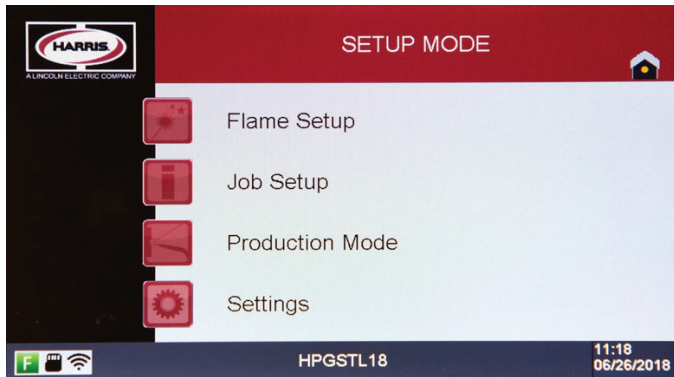 HARRIS.
A LINCOLN ELECTRIC COMPANY
SETUP MODE
Flame Setup
Job Setup
Production Mode
Settings
F
HPGSTL18
11:18
06/26/2018